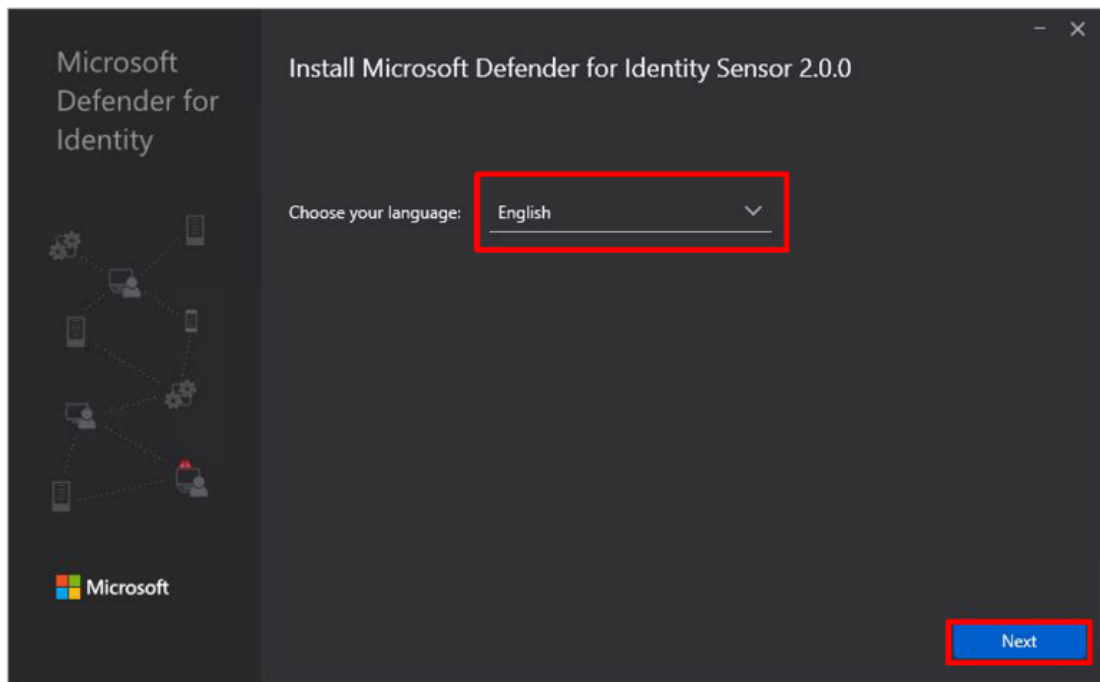 Microsoft
Defender for
Identity
Install Microsoft Defender for Identity Sensor 2.0.0
Choose your language: English
Microsoft
Next